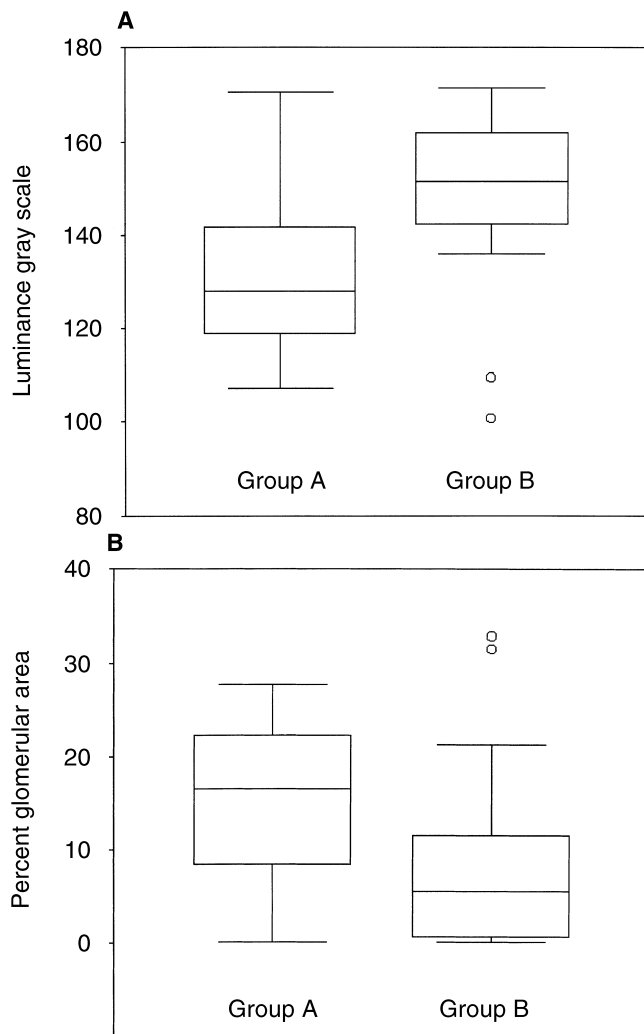 A
180
160
140
120
100
80
Luminance gray scale
Group A
Group B
B
40
30
20
10
0
Percent glomerular area
Group A
Group B